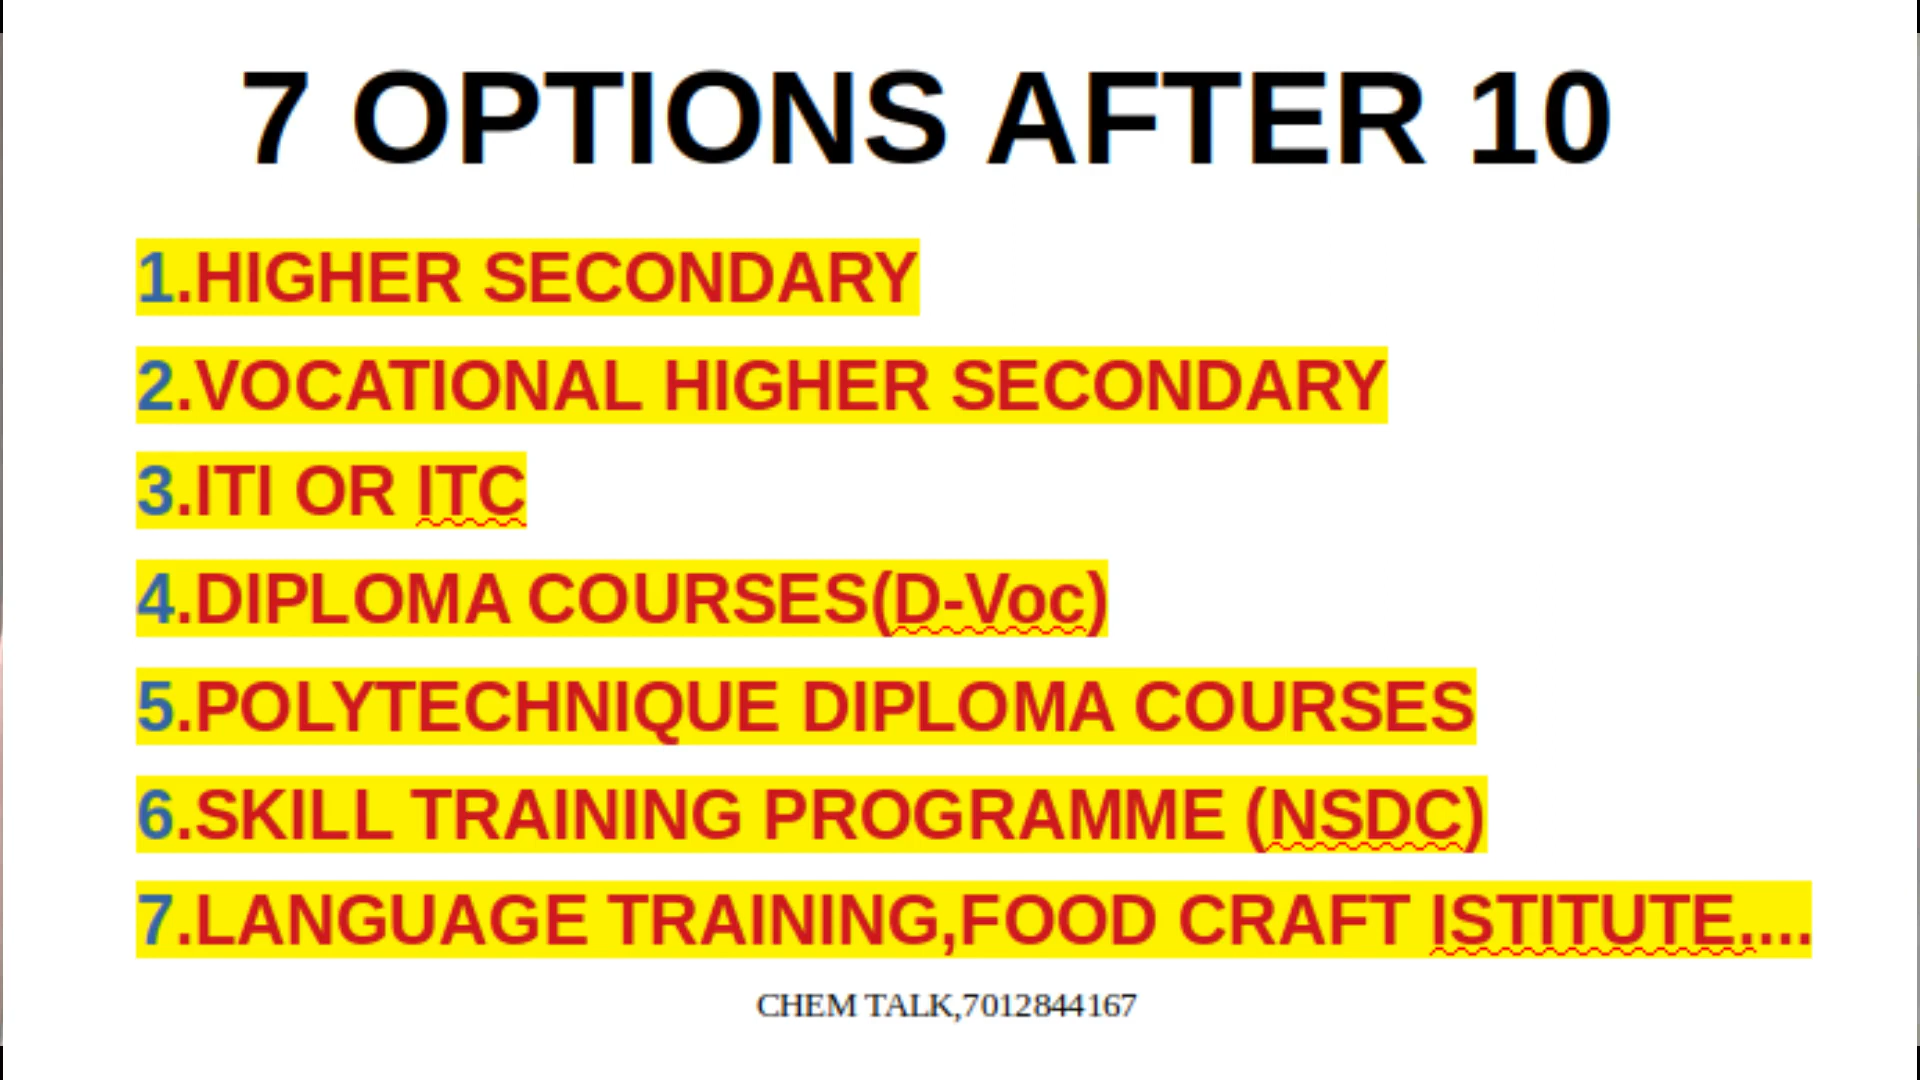 7 OPTIONS AFTER 10
1.HIGHER SECONDARY
2.VOCATIONAL HIGHER SECONDARY
3.ITI OR ITC
4.DIPLOMA COURSES(D-Voc)
5.POLYTECHNIQUE DIPLOMA COURSES
6.SKILL TRAINING PROGRAMME (NSDC)
7.LANGUAGE TRAINING,FOOD CRAFT ISTITUTE....
CHEM TALK,7012844167